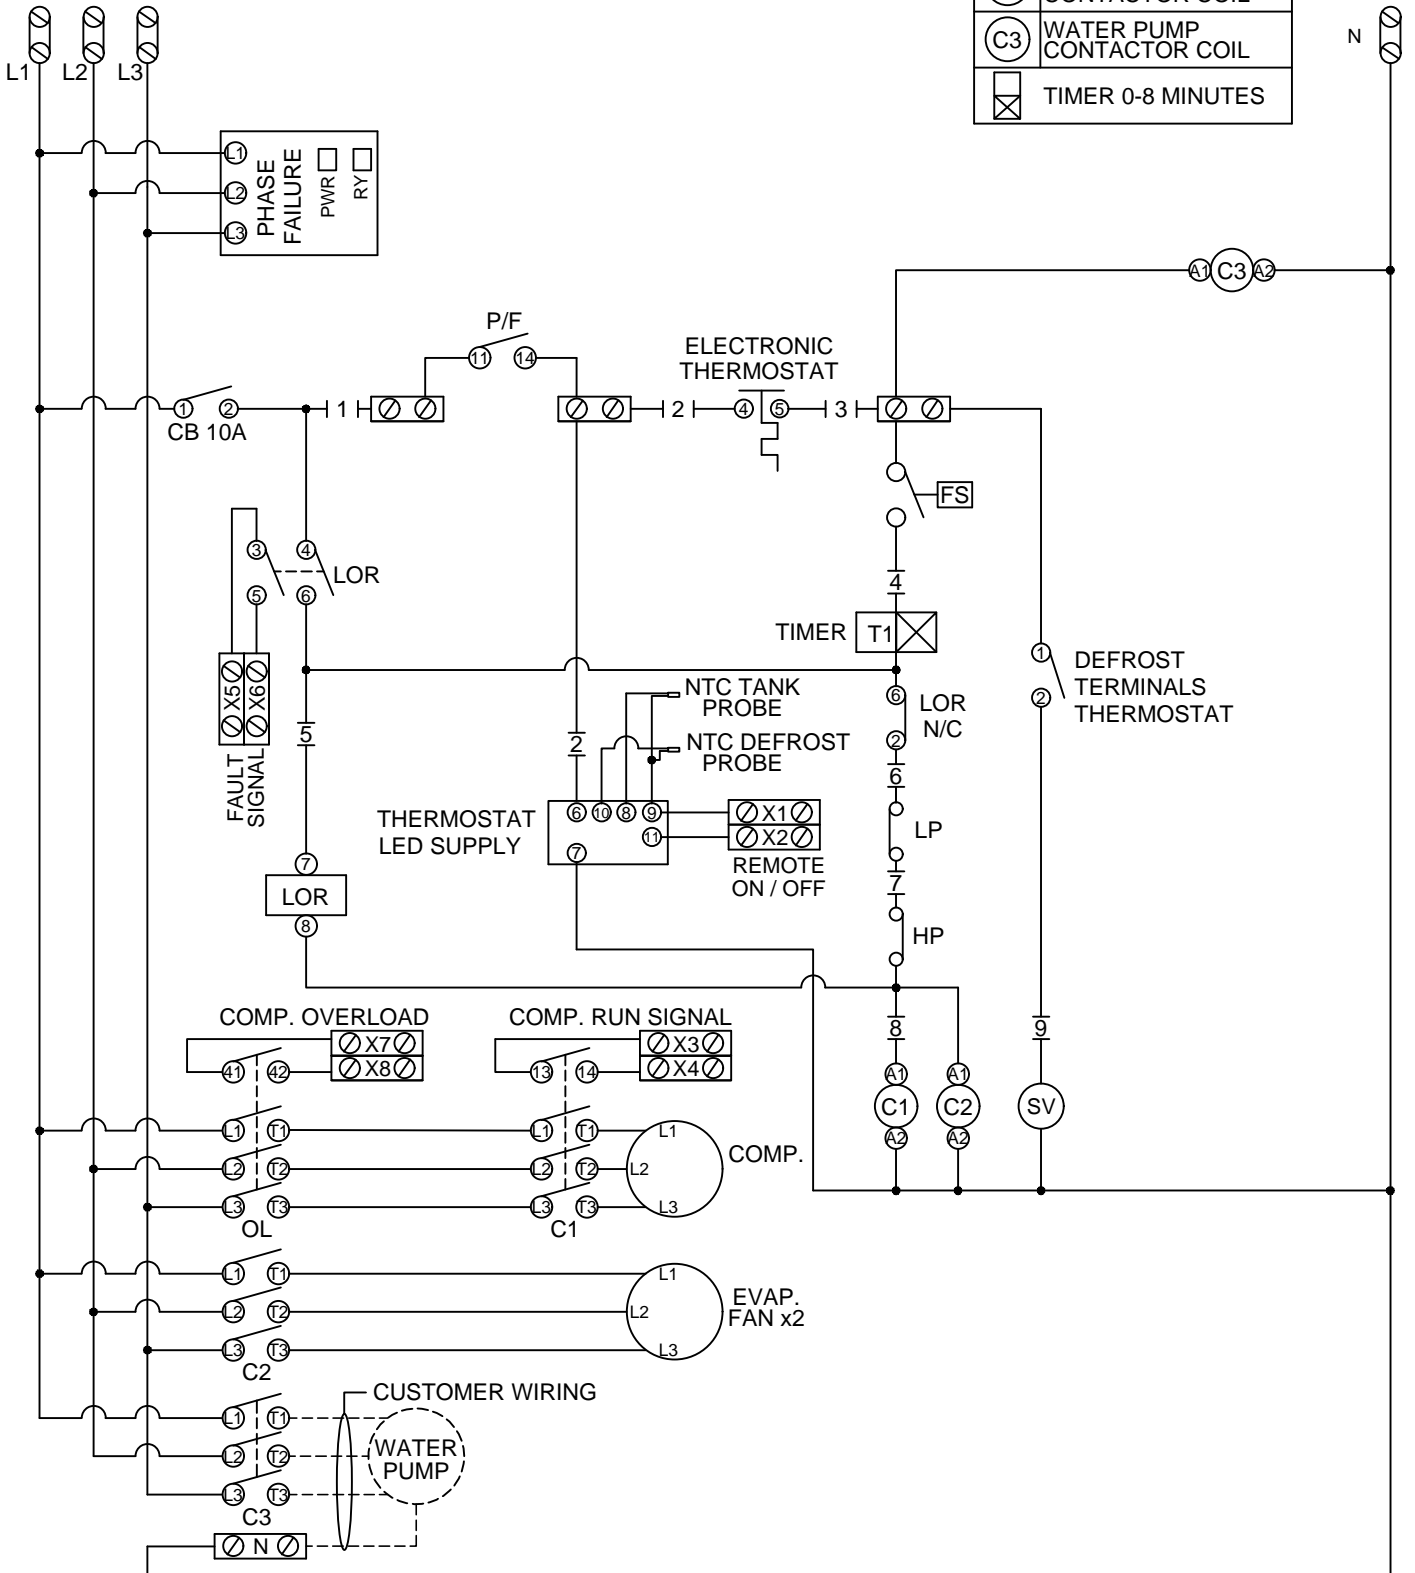 CONTACTOR COIL
C3 WATER PUMP
CONTACTOR COIL
TIMER 0-8 MINUTES
N
L1 L2 L3
L1
L2
L3
PHASE
FAILURE
PWR
RY
A1 C3 A2
P/F
11 14
ELECTRONIC
THERMOSTAT
1 2
CB 10A
1
2
4 5
3
FS
3 4
LOR
5 6
4
TIMER T1
X5 X6
FAULT
SIGNAL
5
2
NTC TANK
PROBE
NTC DEFROST
PROBE
6 LOR
2 N/C
1
2
DEFROST
TERMINALS
THERMOSTAT
6
THERMOSTAT
LED SUPPLY
6 10 8 9
11
7
X1
X2
REMOTE
ON / OFF
LP
7
HP
7
LOR
8
COMP. OVERLOAD
X7
X8
41 42
COMP. RUN SIGNAL
X3
X4
13 14
8
9
A1 A1
C1 C2 SV
A2 A2
L1 T1 L1 T1 L1
L2 T2 L2 T2 L2 COMP.
L3 T3 L3 T3 L3
OL C1
L1 T1 L1
L2 T2 L2 EVAP.
FAN x2
L3 T3 L3
C2
CUSTOMER WIRING
L1 T1
L2 T2
L3 T3
WATER
PUMP
C3
N